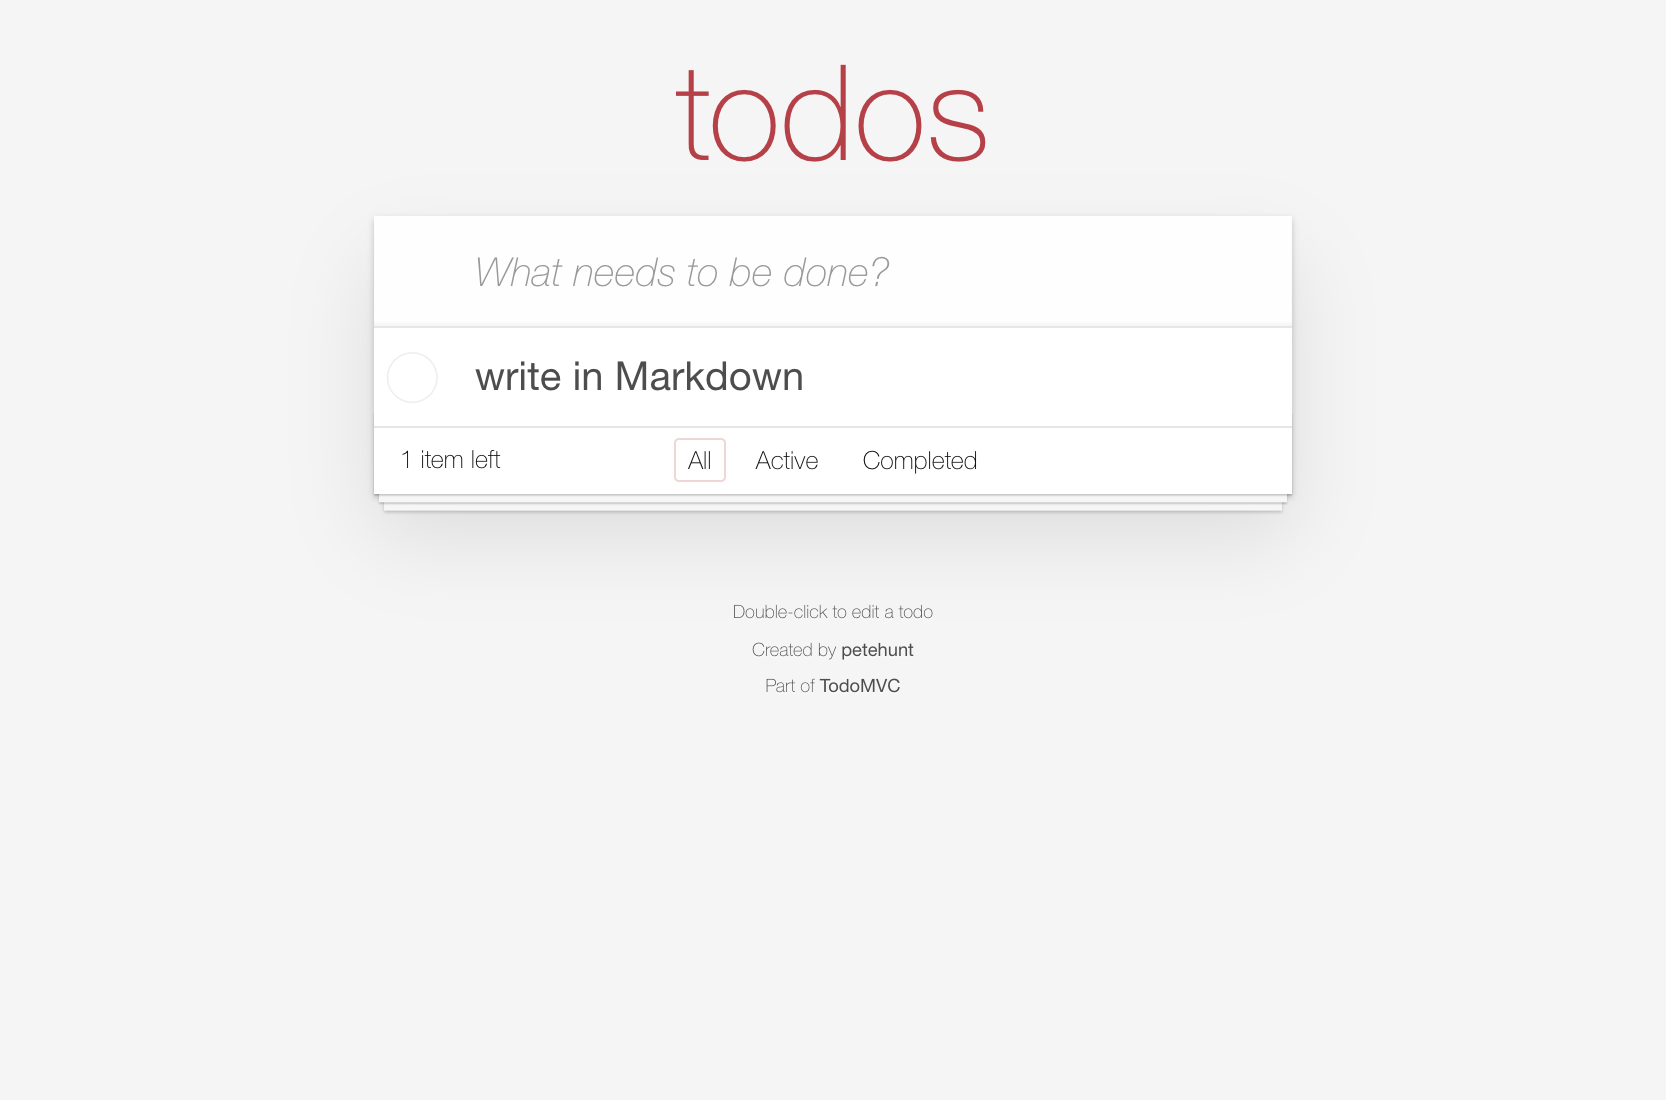 todos
What needs to be done?
write in Markdown
1 item left
All Active Completed
Double-click to edit a todo
Created by petehunt
Part of TodoMVC